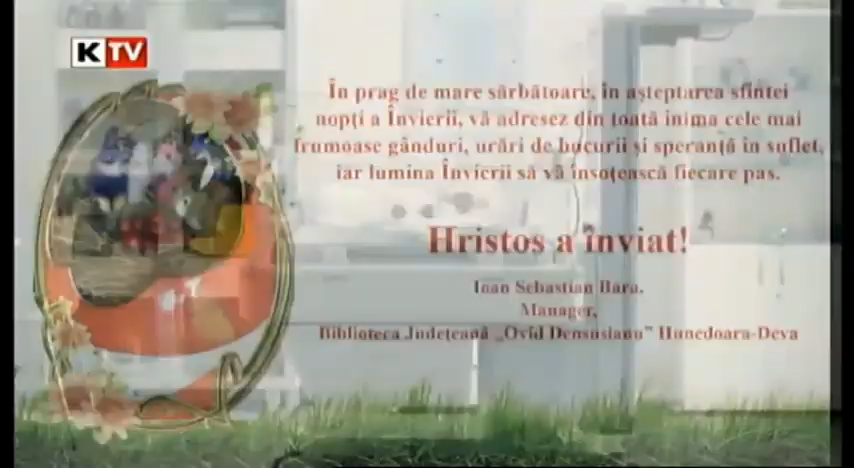 K TV
În prag de mare sărbătoare, în așteptarea sfintei
nopți a Învierii, vă adresez din toată inima cele mai
frumoase gânduri, urări de bucurii și speranță în suflet,
iar lumina Învierii să vă însoțească fiecare pas.
Hristos a înviat!
Ioan Sebastian Bara,
Manager,
Biblioteca Județeană „Ovid Densusianu” Hunedoara-Deva